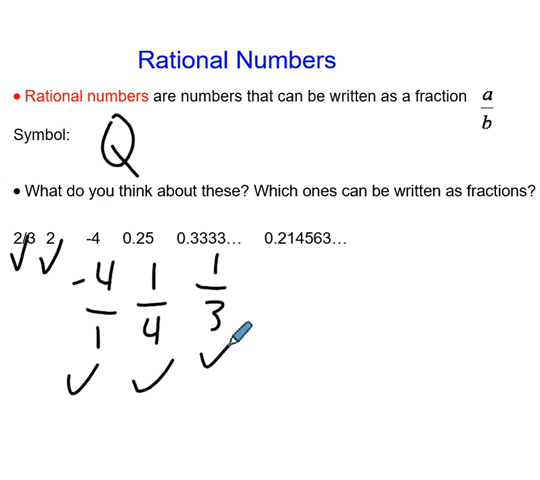 Rational Numbers
• Rational numbers are numbers that can be written as a fraction a/b
Symbol: Q
• What do you think about these? Which ones can be written as fractions?
2/3 2 -4 0.25 0.3333... 0.214563...
-4/1 1/4 1/3